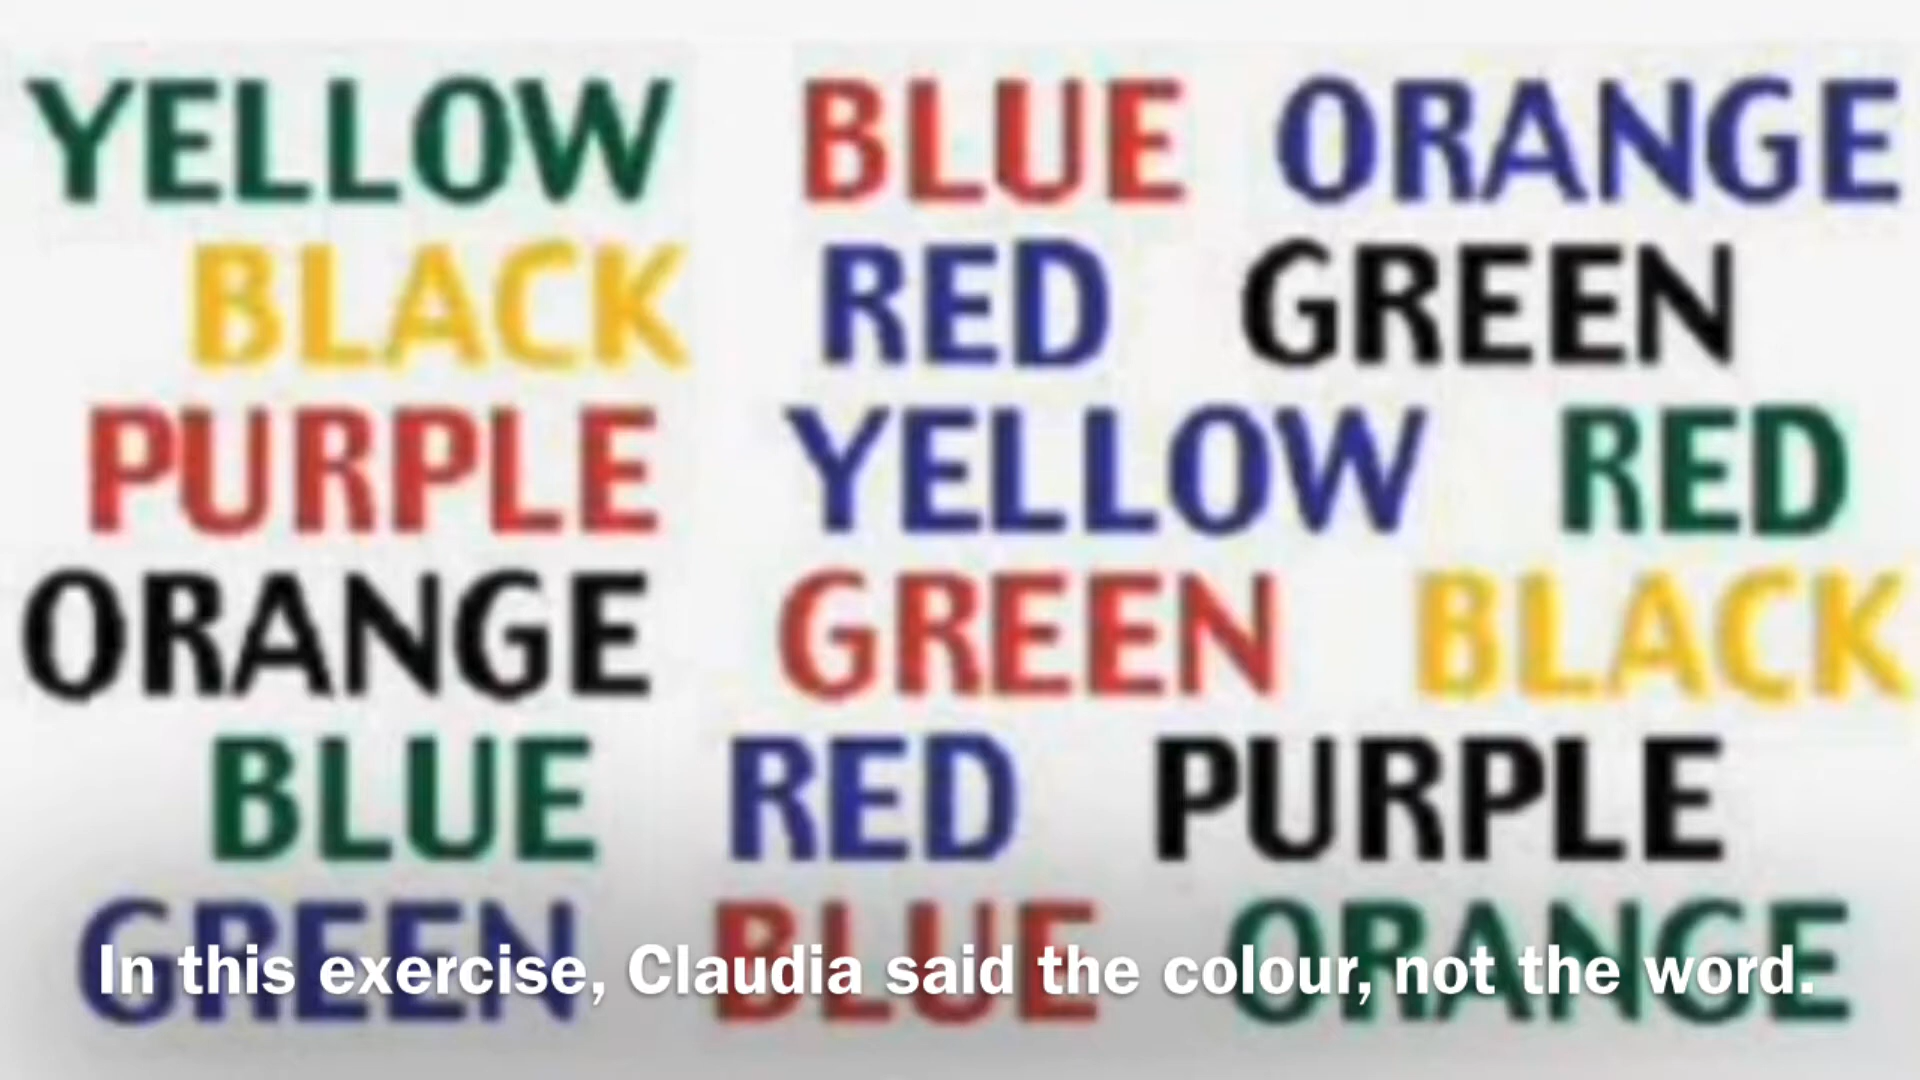 YELLOW BLUE ORANGE
BLACK RED GREEN
PURPLE YELLOW RED
ORANGE GREEN BLACK
BLUE RED PURPLE
GREEN BLUE ORANGE
In this exercise, Claudia said the colour, not the word.